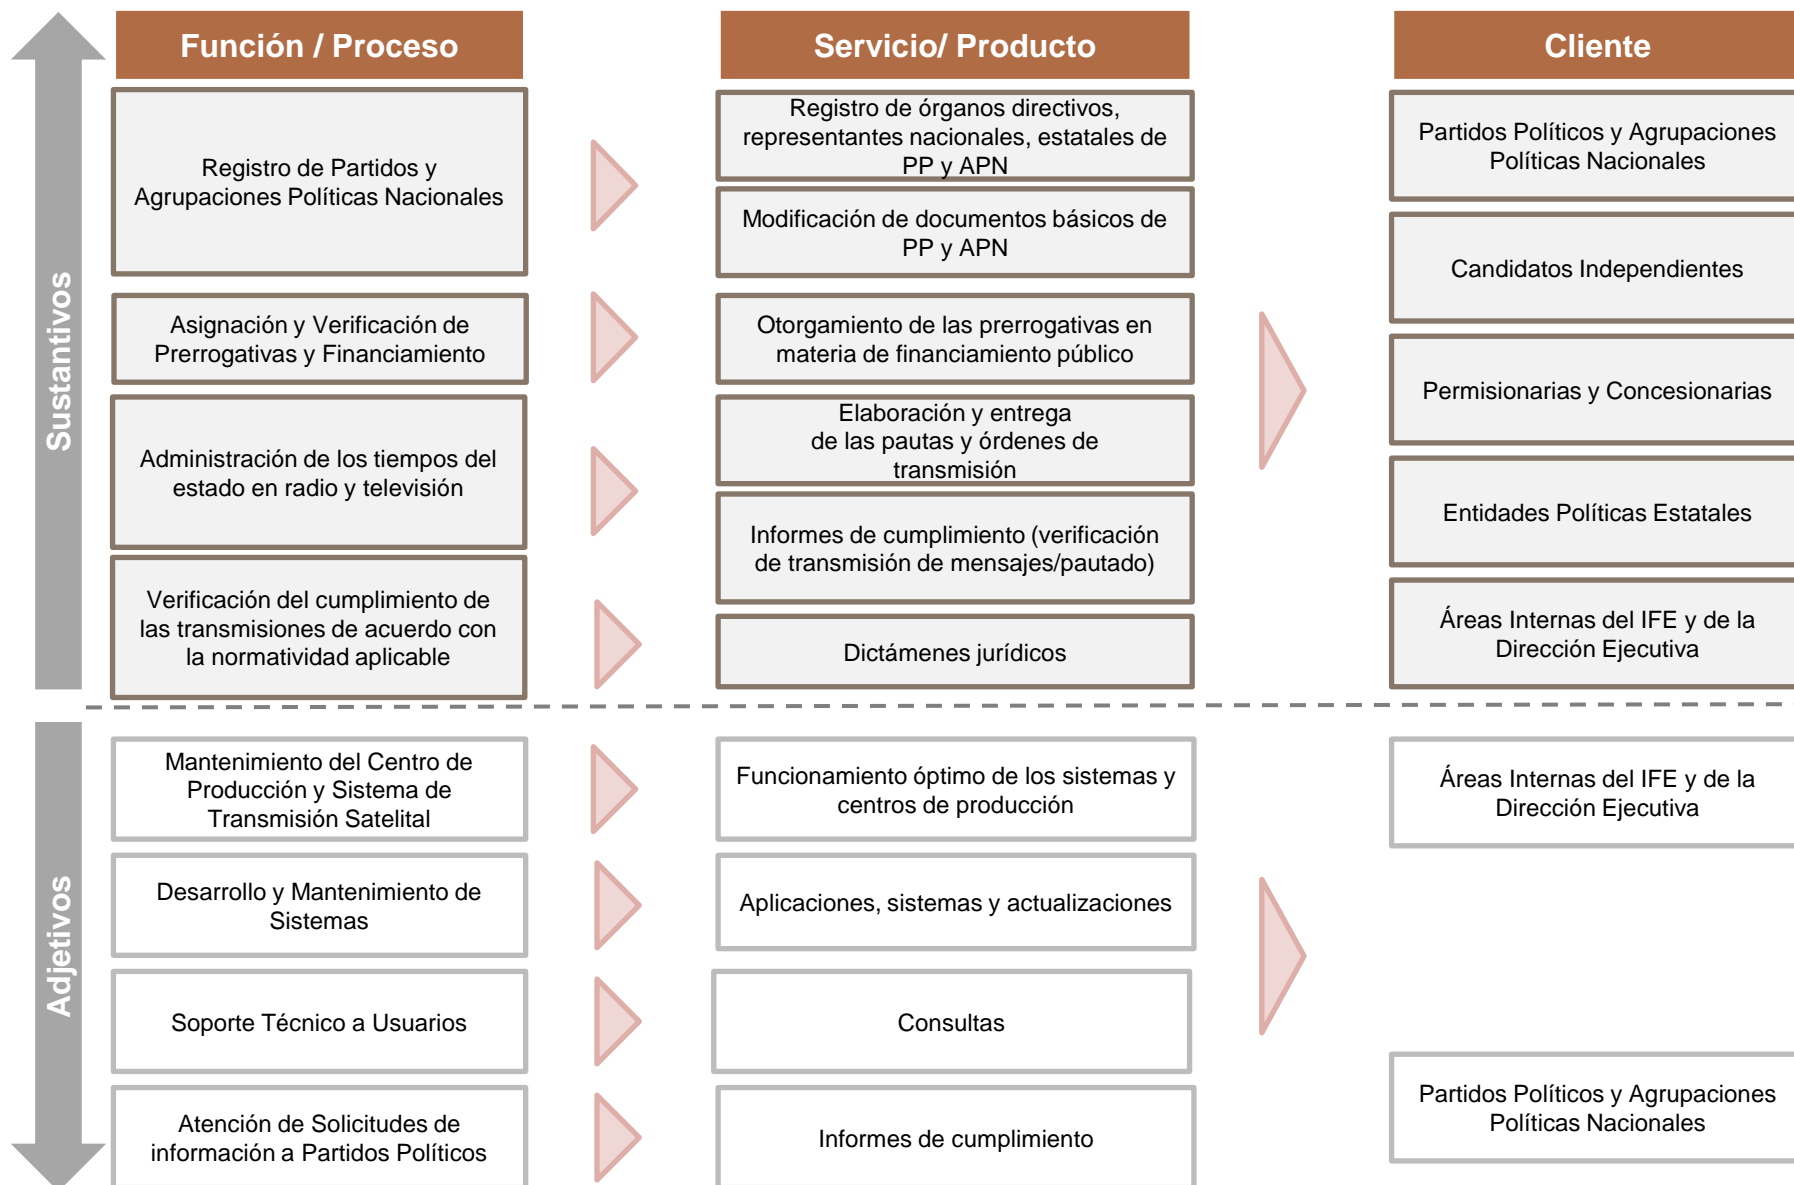 Función / Proceso
Servicio/ Producto
Cliente
Sustantivos
Registro de Partidos y
Agrupaciones Políticas Nacionales
Registro de órganos directivos,
representantes nacionales, estatales de
PP y APN
Modificación de documentos básicos de
PP y APN
Asignación y Verificación de
Prerrogativas y Financiamiento
Otorgamiento de las prerrogativas en
materia de financiamiento público
Administración de los tiempos del
estado en radio y televisión
Elaboración y entrega
de las pautas y órdenes de
transmisión
Informes de cumplimiento (verificación
de transmisión de mensajes/pautado)
Verificación del cumplimiento de
las transmisiones de acuerdo con
la normatividad aplicable
Dictámenes jurídicos
Partidos Políticos y Agrupaciones
Políticas Nacionales
Candidatos Independientes
Permisionarias y Concesionarias
Entidades Políticas Estatales
Áreas Internas del IFE y de la
Dirección Ejecutiva
Adjetivos
Mantenimiento del Centro de
Producción y Sistema de
Transmisión Satelital
Funcionamiento óptimo de los sistemas y
centros de producción
Desarrollo y Mantenimiento de
Sistemas
Aplicaciones, sistemas y actualizaciones
Soporte Técnico a Usuarios
Consultas
Atención de Solicitudes de
información a Partidos Políticos
Informes de cumplimiento
Áreas Internas del IFE y de la
Dirección Ejecutiva
Partidos Políticos y Agrupaciones
Políticas Nacionales